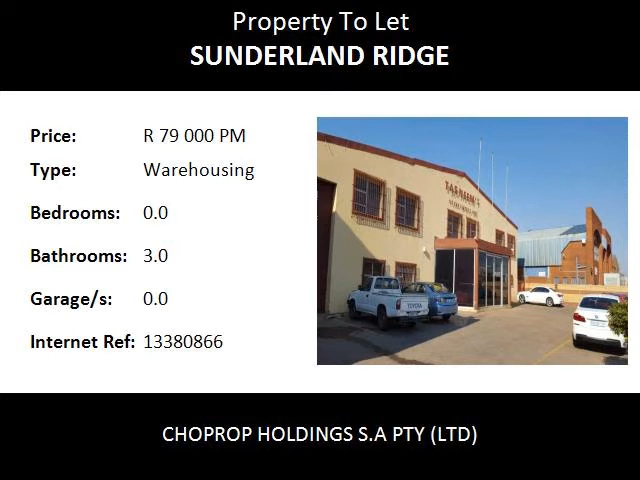 Property To Let
SUNDERLAND RIDGE
Price: R 79 000 PM
Type: Warehousing
Bedrooms: 0.0
Bathrooms: 3.0
Garage/s: 0.0
Internet Ref: 13380866
TOYOTA
CHOPROP HOLDINGS S.A PTY (LTD)